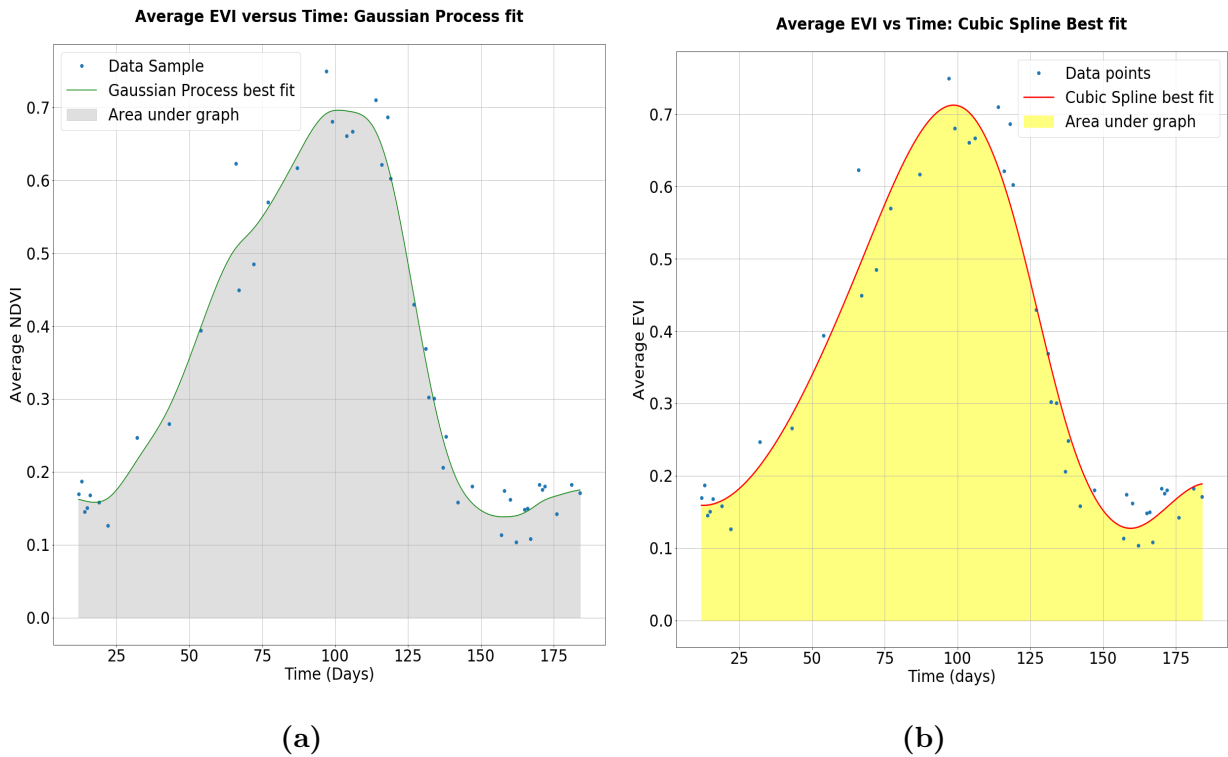 Average EVI versus Time: Gaussian Process fit
Data Sample
Gaussian Process best fit
Area under graph
Average NDVI
0.7
0.6
0.5
0.4
0.3
0.2
0.1
0.0
25 50 75 100 125 150 175
Time (Days)
(a)
Average EVI vs Time: Cubic Spline Best fit
Data points
Cubic Spline best fit
Area under graph
Average EVI
0.7
0.6
0.5
0.4
0.3
0.2
0.1
0.0
25 50 75 100 125 150 175
Time (days)
(b)